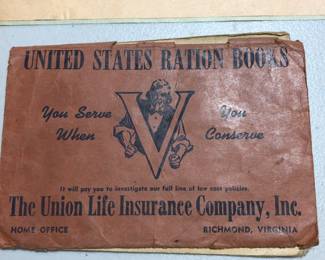 UNITED STATES RATION BOOKS
You Serve You
When V Conserve
It will pay you to investigate our full line of low cost policies.
The Union Life Insurance Company, Inc.
HOME OFFICE RICHMOND, VIRGINIA